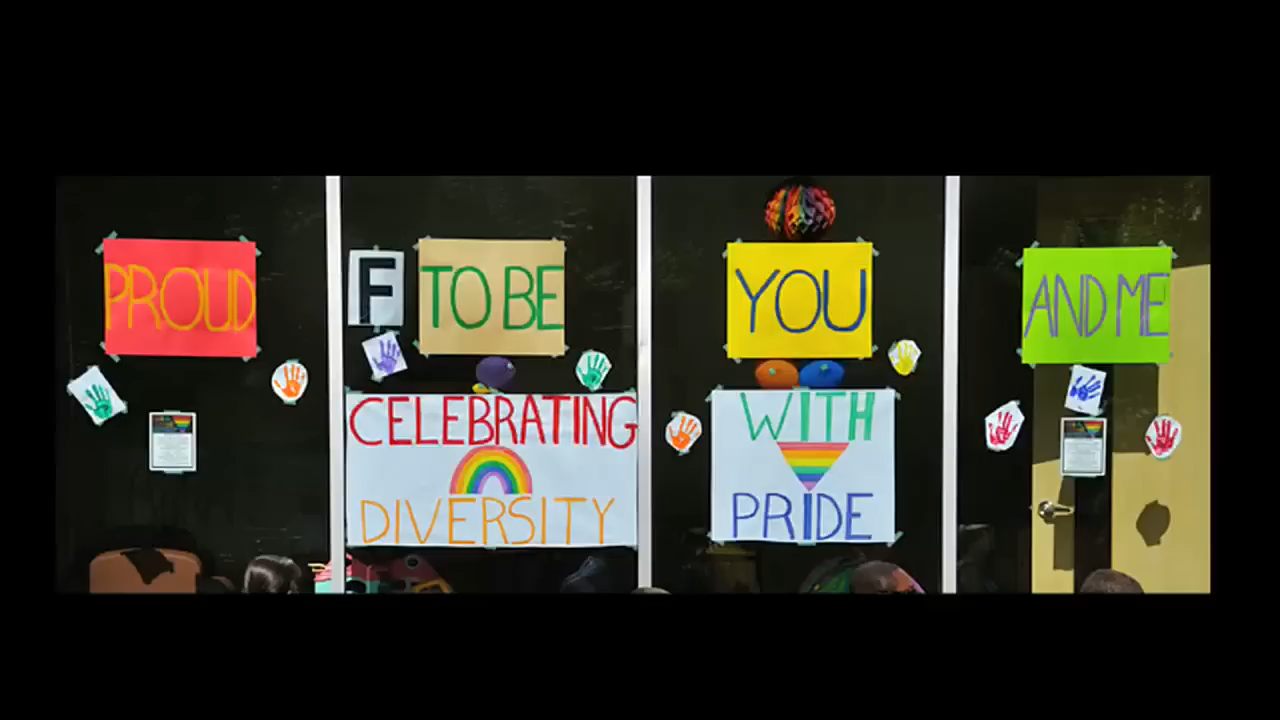 PROUD
F
TO BE
YOU
AND ME
CELEBRATING
DIVERSITY
WITH
PRIDE